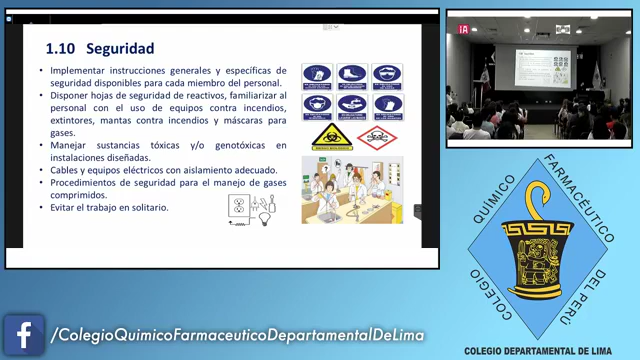 1.10 Seguridad
• Implementar instrucciones generales y específicas de
seguridad disponibles para cada miembro del personal.
• Disponer hojas de seguridad de reactivos, familiarizar al
personal con el uso de equipos contra incendios,
extintores, mantas contra incendios y máscaras para
gases.
• Manejar sustancias tóxicas y/o genotóxicas en
instalaciones diseñadas.
• Cables y equipos eléctricos con aislamiento adecuado.
• Procedimientos de seguridad para el manejo de gases
comprimidos.
• Evitar el trabajo en solitario.
COLEGIO QUÍMICO FARMACÉUTICO DEL PERÚ
COLEGIO DEPARTAMENTAL DE LIMA
f /ColegioQuimicoFarmaceuticoDepartamentalDeLima